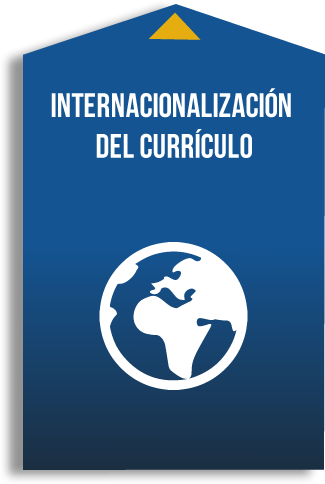 INTERNACIONALIZACIÓN
DEL CURRÍCULO